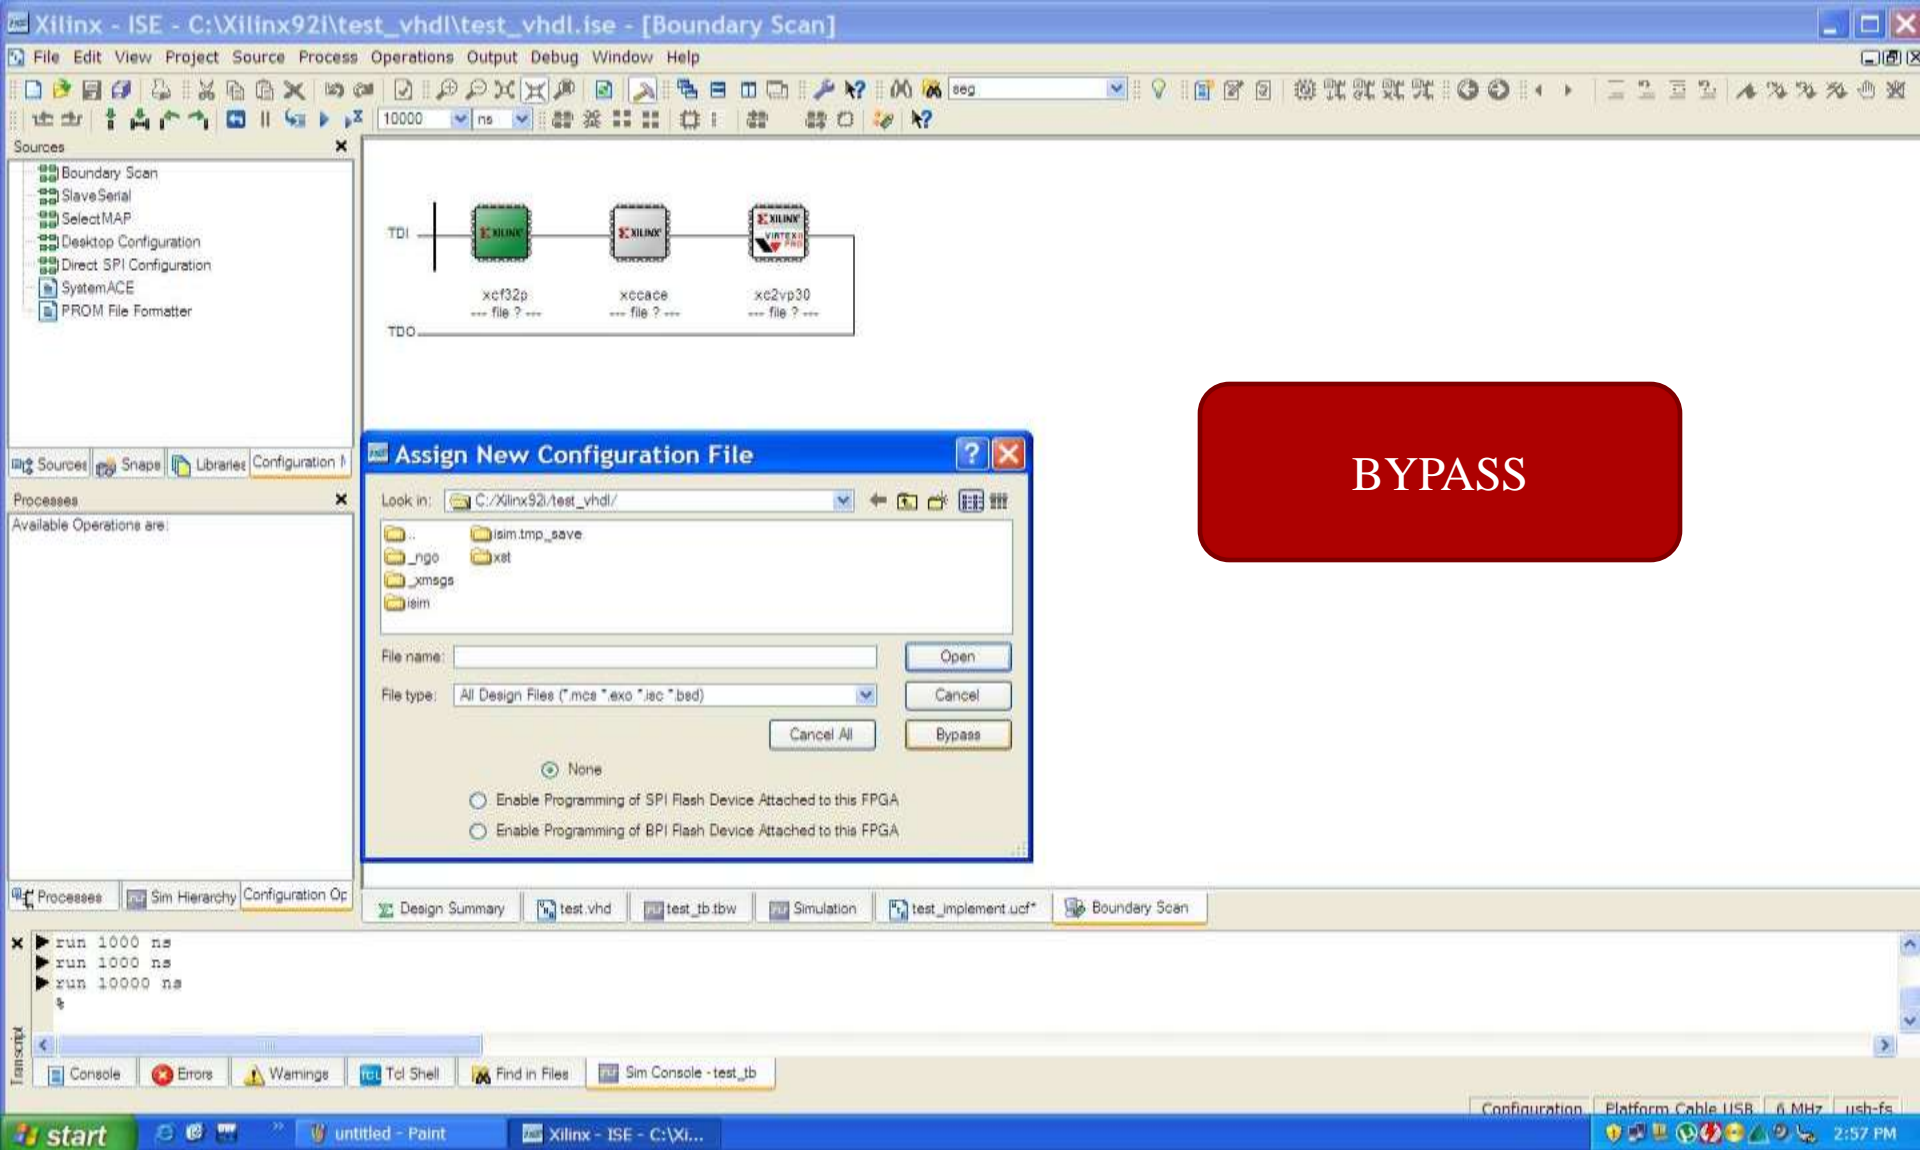 Xilinx - ISE - C:\Xilinx92i\test_vhdl\test_vhdl.ise - [Boundary Scan]
File Edit View Project Source Process Operations Output Debug Window Help
seg
10000 ns
Sources
Boundary Scan
SlaveSerial
SelectMAP
Desktop Configuration
Direct SPI Configuration
SystemACE
PROM File Formatter
TDI
XILINX XILINX XILINX
VIRTEX II
PRO
xcf32p xccace xc2vp30
--- file ? --- --- file ? --- --- file ? ---
TDO
BYPASS
Sources Snaps Libraries Configuration M
Processes
Available Operations are:
Assign New Configuration File
Look in: C:/Xilinx92i/test_vhdl/
.. isim.tmp_save
_ngo xst
_xmsgs
isim
File name: Open
File type: All Design Files (*.mcs *.exo *.isc *.bsd) Cancel
Cancel All Bypass
None
Enable Programming of SPI Flash Device Attached to this FPGA
Enable Programming of BPI Flash Device Attached to this FPGA
Processes Sim Hierarchy Configuration Op
Design Summary test.vhd test_tb.tbw Simulation test_implement.ucf* Boundary Scan
run 1000 ns
run 1000 ns
run 10000 ns
%
Transcript
Console Errors Warnings TCL Tcl Shell Find in Files Sim Console - test_tb
Configuration Platform Cable USB 6 MHz usb-fs
start untitled - Paint Xilinx - ISE - C:\Xi... 2:57 PM